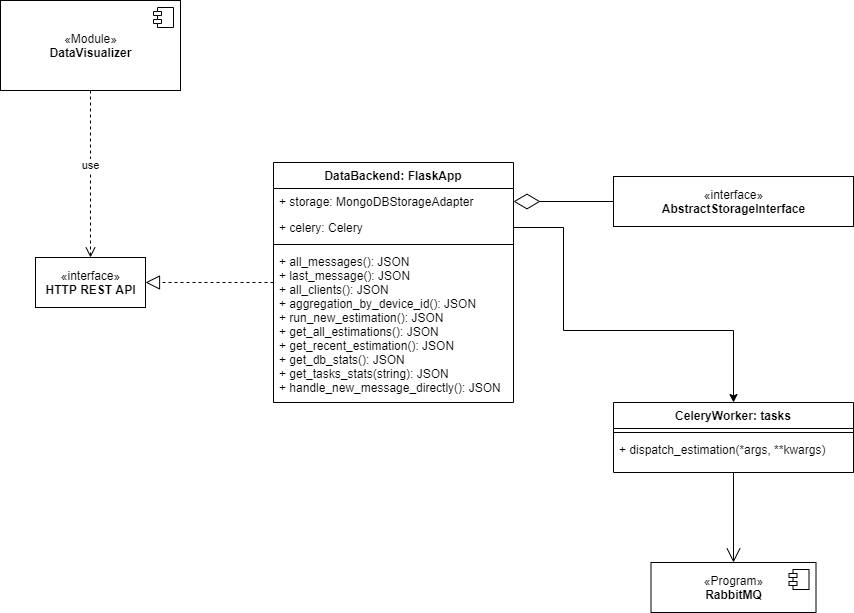 «Module»
DataVisualizer
use
«interface»
HTTP REST API
DataBackend: FlaskApp
+ storage: MongoDBStorageAdapter
+ celery: Celery
+ all_messages(): JSON
+ last_message(): JSON
+ all_clients(): JSON
+ aggregation_by_device_id(): JSON
+ run_new_estimation(): JSON
+ get_all_estimations(): JSON
+ get_recent_estimation(): JSON
+ get_db_stats(): JSON
+ get_tasks_stats(string): JSON
+ handle_new_message_directly(): JSON
«interface»
AbstractStorageInterface
CeleryWorker: tasks
+ dispatch_estimation(*args, **kwargs)
«Program»
RabbitMQ